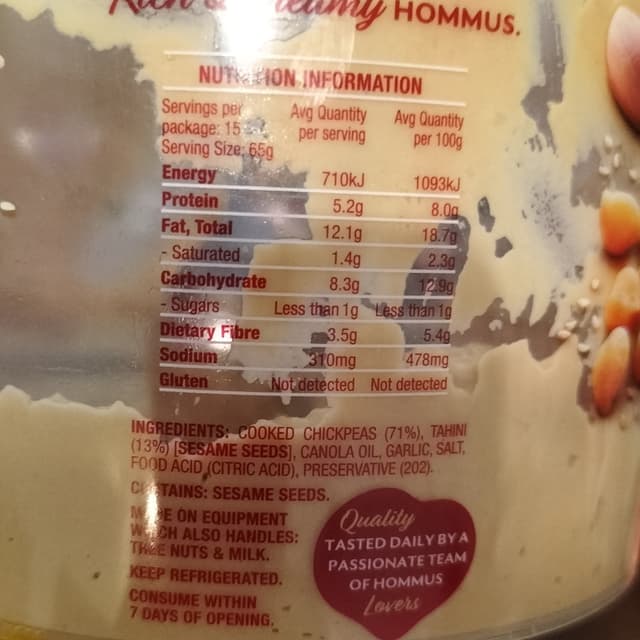 Rich & Creamy HOMMUS.
NUTRITION INFORMATION
Servings per package: 15
Serving Size: 65g
Avg Quantity per serving
Avg Quantity per 100g
Energy 710kJ 1093kJ
Protein 5.2g 8.0g
Fat, Total 12.1g 18.7g
- Saturated 1.4g 2.3g
Carbohydrate 8.3g 12.9g
- Sugars Less than 1g Less than 1g
Dietary Fibre 3.5g 5.4g
Sodium 310mg 478mg
Gluten Not detected Not detected
INGREDIENTS: COOKED CHICKPEAS (71%), TAHINI
(13%) [SESAME SEEDS], CANOLA OIL, GARLIC, SALT,
FOOD ACID (CITRIC ACID), PRESERVATIVE (202).
CONTAINS: SESAME SEEDS.
MADE ON EQUIPMENT
WHICH ALSO HANDLES:
TREE NUTS & MILK.
KEEP REFRIGERATED.
CONSUME WITHIN
7 DAYS OF OPENING.
Quality
TASTED DAILY BY A
PASSIONATE TEAM
OF HOMMUS
Lovers